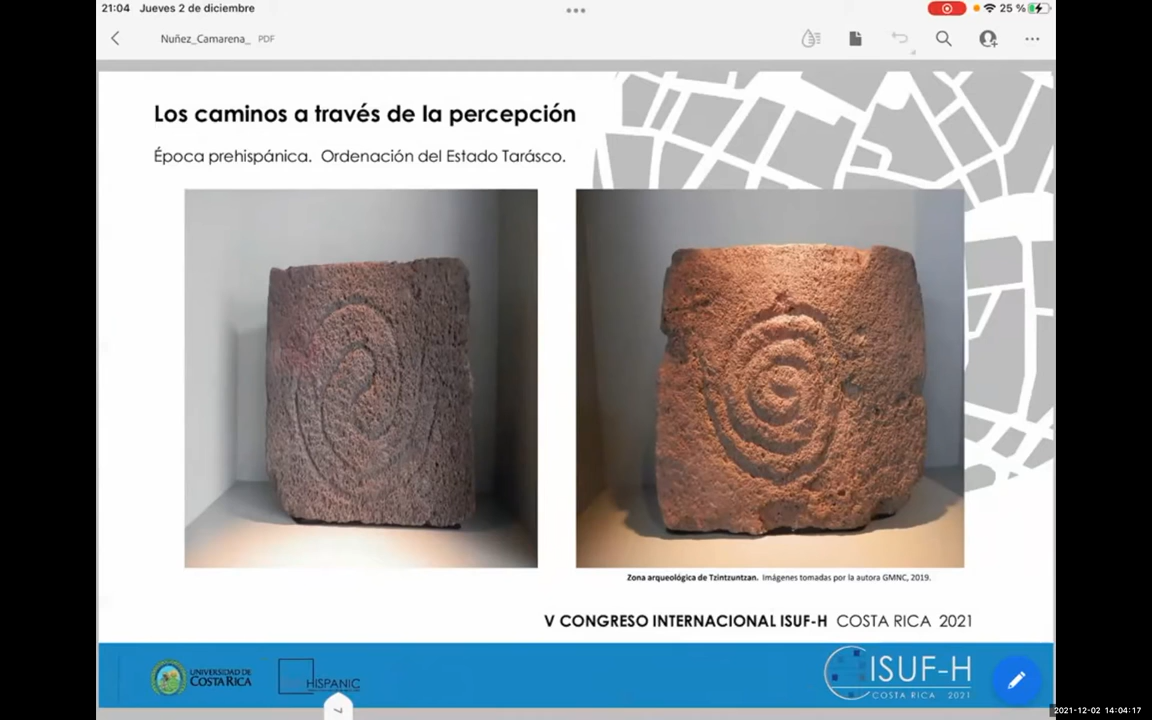 21:04 Jueves 2 de diciembre
25 %
Nuñez_Camarena_ PDF
Los caminos a través de la percepción
Época prehispánica. Ordenación del Estado Tarásco.
Zona arqueológica de Tzintzuntzan. Imágenes tomadas por la autora GMNC, 2019.
V CONGRESO INTERNACIONAL ISUF-H COSTA RICA 2021
UNIVERSIDAD DE
COSTA RICA
HISPANIC
ISUF-H
COSTA RICA 2021
7
2021-12-02 14:04:17